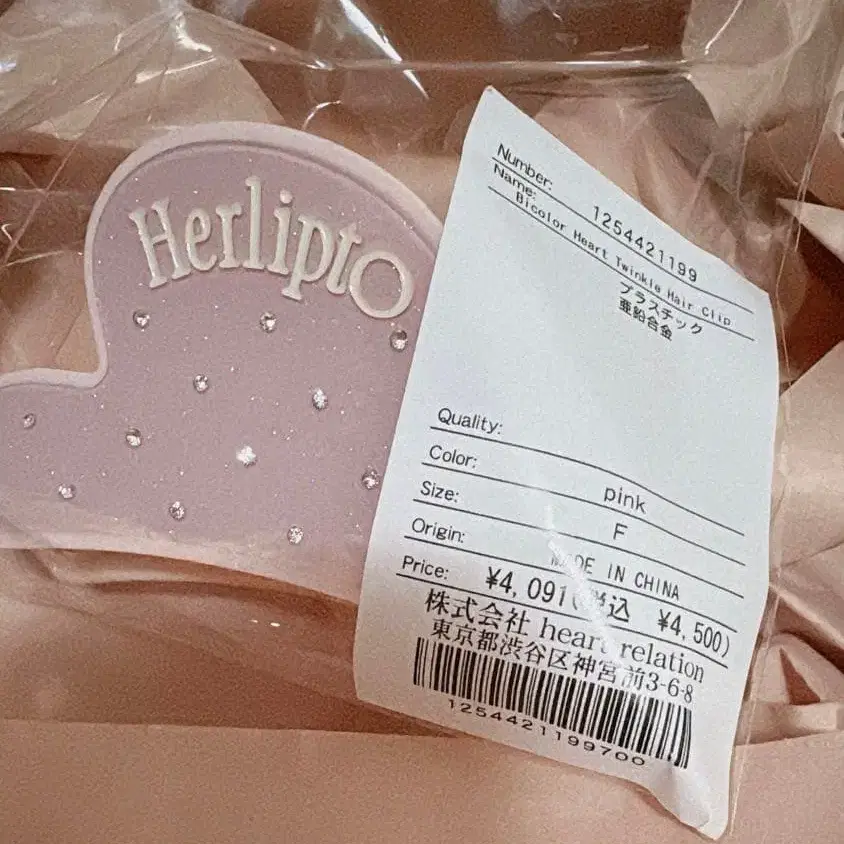 Herlipto
Number: 1254421199
Name: Bicolor Heart Twinkle Hair Clip
プラスチック
亜鉛合金
Quality:
Color: pink
Size: F
Origin: MADE IN CHINA
Price: ¥4,091(税込 ¥4,500)
株式会社 heart relation
東京都渋谷区神宮前3-6-8
1254421199700